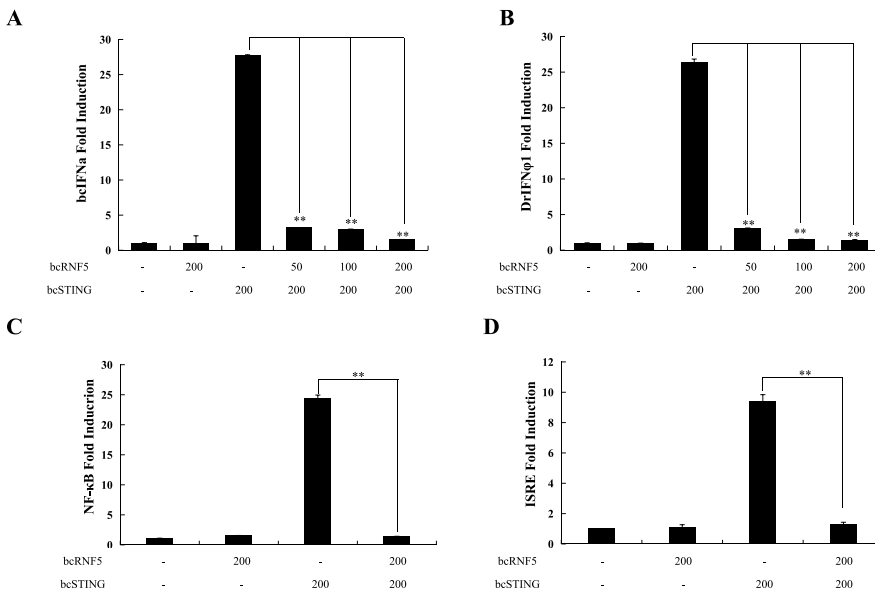 A
bcIFNa Fold Induction
30
25
20
15
10
5
0
** ** **
bcRNF5 - 200 - 50 100 200
bcSTING - - 200 200 200 200
B
DrIFNφ1 Fold Induction
30
25
20
15
10
5
0
** ** **
bcRNF5 - 200 - 50 100 200
bcSTING - - 200 200 200 200
C
NF-κB Fold Inducrion
30
25
20
15
10
5
0
**
bcRNF5 - 200 - 200
bcSTING - - 200 200
D
ISRE Fold Induction
12
10
8
6
4
2
0
**
bcRNF5 - 200 - 200
bcSTING - - 200 200